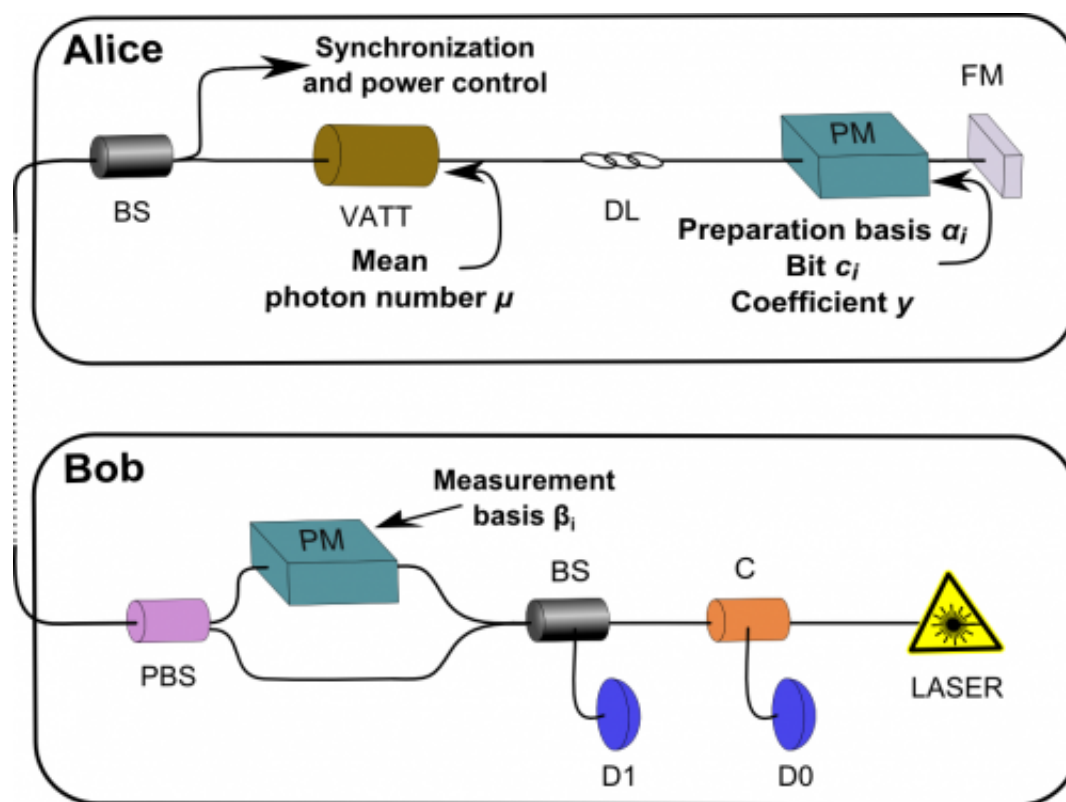 Alice
Synchronization
and power control
FM
PM
BS
VATT
DL
Mean
photon number μ
Preparation basis αᵢ
Bit cᵢ
Coefficient y
Bob
Measurement
basis βᵢ
PM
BS
C
PBS
LASER
D1
D0